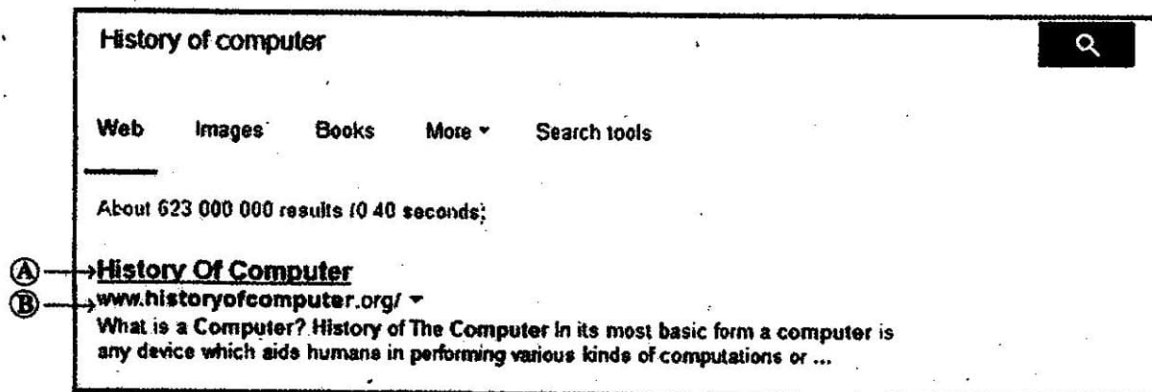 History of computer
Web Images Books More Search tools
About 623 000 000 results (0 40 seconds)
A History Of Computer
B www.historyofcomputer.org/
What is a Computer? History of The Computer In its most basic form a computer is
any device which aids humans in performing various kinds of computations or ...